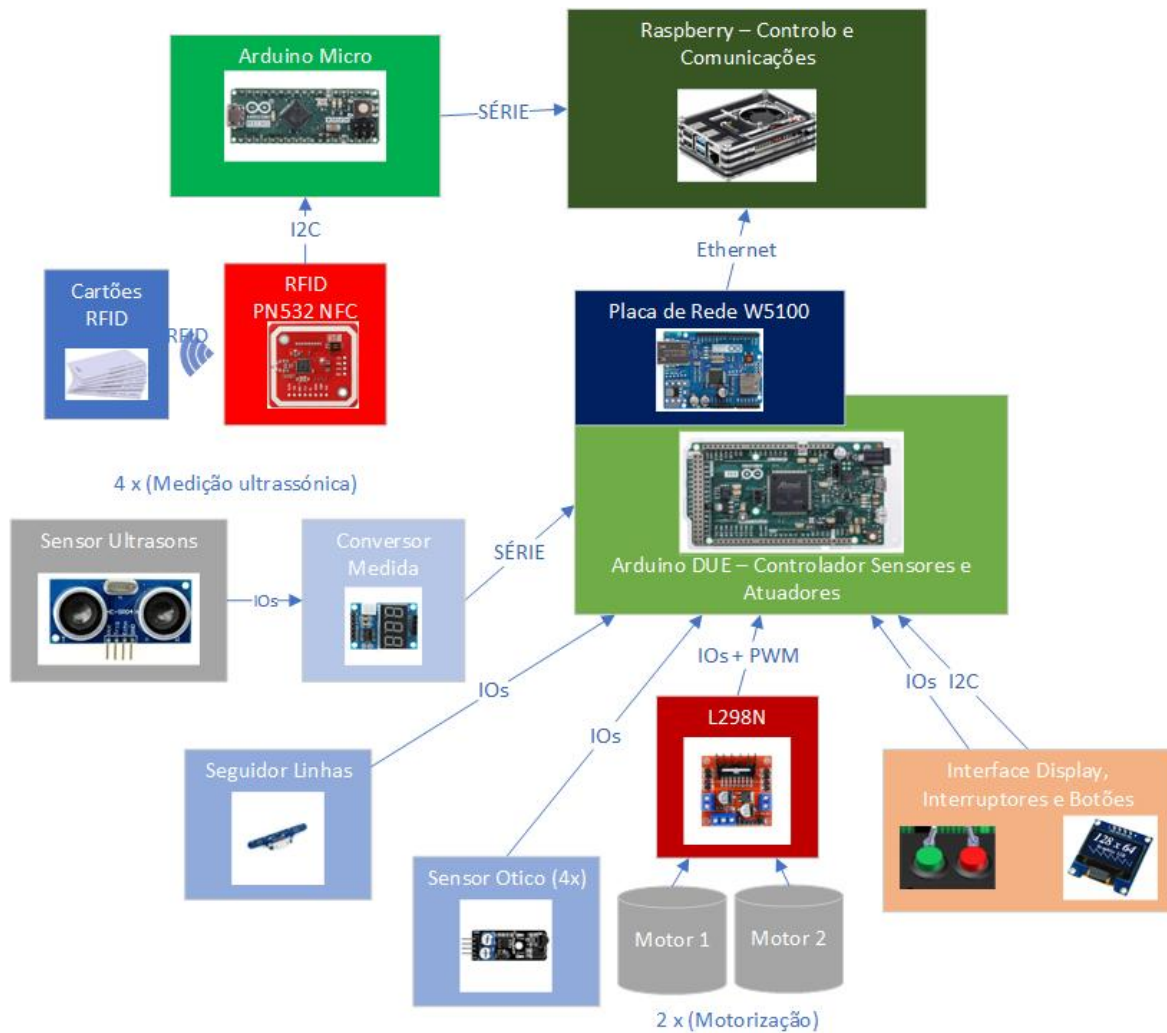 Arduino Micro
Raspberry – Controlo e
Comunicações
SÉRIE
I2C
Ethernet
Cartões
RFID
RFID
RFID
PN532 NFC
Placa de Rede W5100
4 x (Medição ultrassónica)
Sensor Ultrasons
IOs
Conversor
Medida
SÉRIE
Arduino DUE – Controlador Sensores e
Atuadores
IOs
IOs
IOs + PWM
IOs
I2C
L298N
Seguidor Linhas
Interface Display,
Interruptores e Botões
128 x 64
Sensor Otico (4x)
Motor 1
Motor 2
2 x (Motorização)